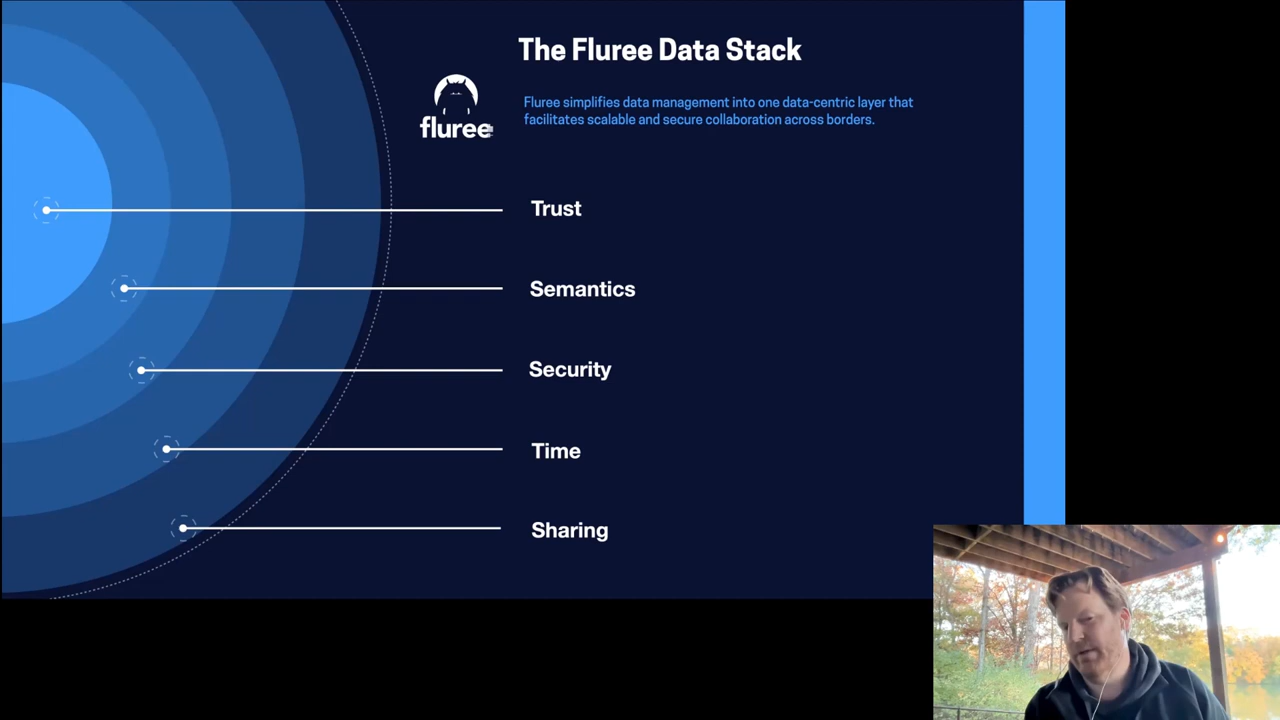 The Fluree Data Stack
fluree
Fluree simplifies data management into one data-centric layer that
facilitates scalable and secure collaboration across borders.
Trust
Semantics
Security
Time
Sharing